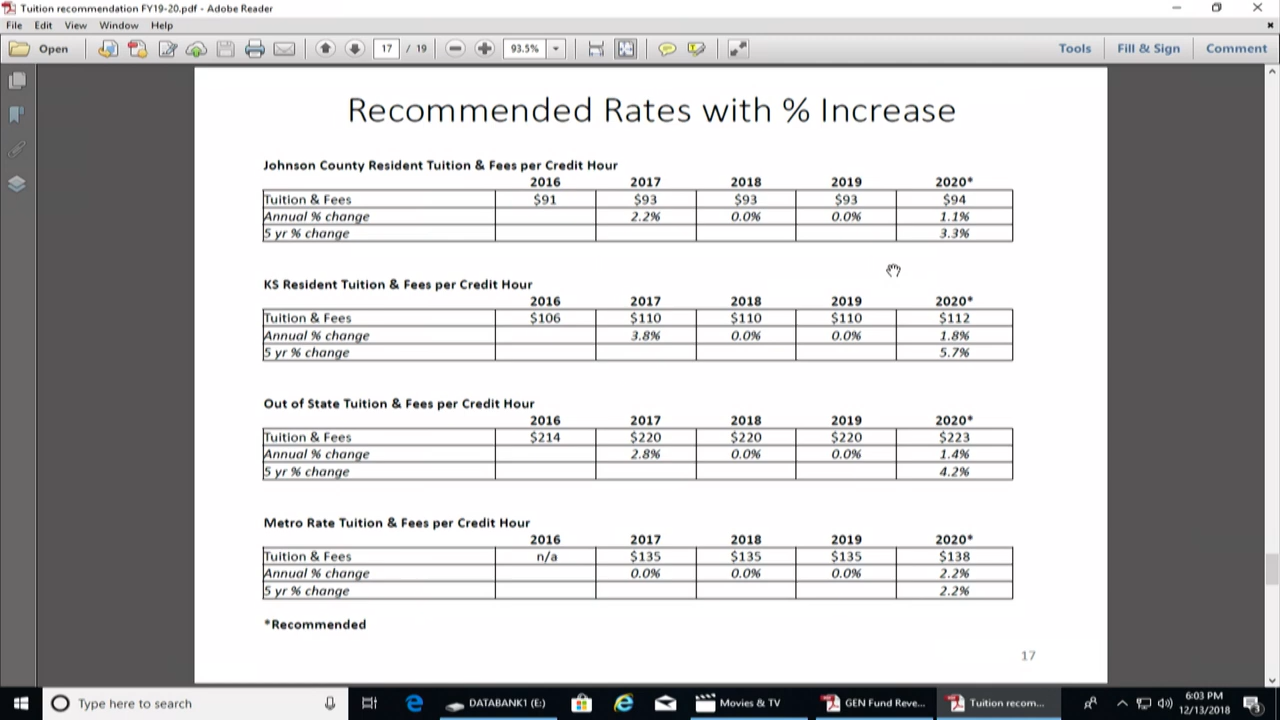 Tuition recommendation FY19-20.pdf - Adobe Reader
File Edit View Window Help
Open 17 / 19 93.5% Tools Fill & Sign Comment
Recommended Rates with % Increase
Johnson County Resident Tuition & Fees per Credit Hour
2016 2017 2018 2019 2020*
Tuition & Fees $91 $93 $93 $93 $94
Annual % change 2.2% 0.0% 0.0% 1.1%
5 yr % change 3.3%
KS Resident Tuition & Fees per Credit Hour
2016 2017 2018 2019 2020*
Tuition & Fees $106 $110 $110 $110 $112
Annual % change 3.8% 0.0% 0.0% 1.8%
5 yr % change 5.7%
Out of State Tuition & Fees per Credit Hour
2016 2017 2018 2019 2020*
Tuition & Fees $214 $220 $220 $220 $223
Annual % change 2.8% 0.0% 0.0% 1.4%
5 yr % change 4.2%
Metro Rate Tuition & Fees per Credit Hour
2016 2017 2018 2019 2020*
Tuition & Fees n/a $135 $135 $135 $138
Annual % change 0.0% 0.0% 0.0% 2.2%
5 yr % change 2.2%
*Recommended
17
Type here to search DATABANK1 (E:) Movies & TV GEN Fund Reve... Tuition recom... 6:03 PM
12/13/2018 3